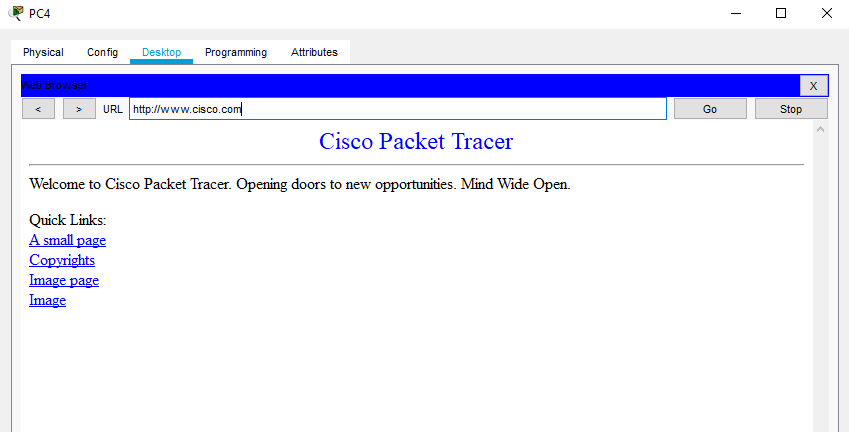 PC4
Physical Config Desktop Programming Attributes
Web Browser X
< > URL http://www.cisco.com Go Stop
Cisco Packet Tracer
Welcome to Cisco Packet Tracer. Opening doors to new opportunities. Mind Wide Open.
Quick Links:
A small page
Copyrights
Image page
Image